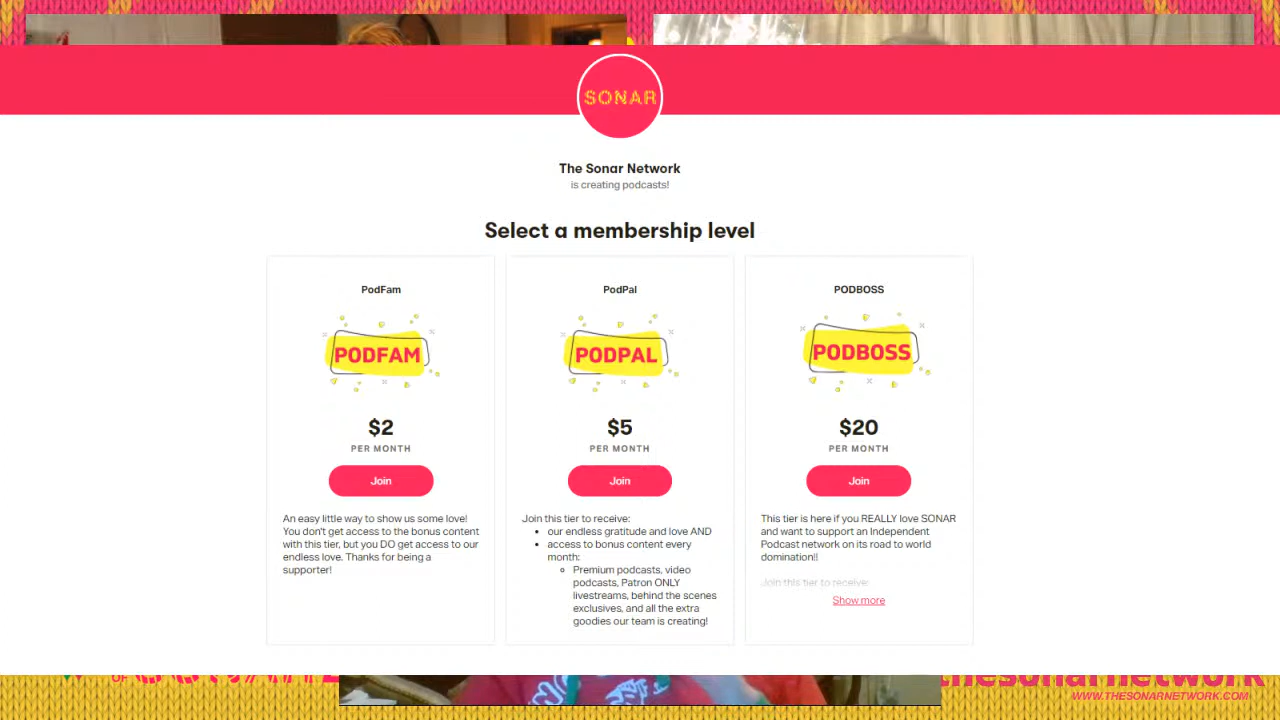 SONAR
The Sonar Network
is creating podcasts!
Select a membership level
PodFam
PODFAM
$2
PER MONTH
Join
An easy little way to show us some love!
You don't get access to the bonus content
with this tier, but you DO get access to our
endless love. Thanks for being a
supporter!
PodPal
PODPAL
$5
PER MONTH
Join
Join this tier to receive:
our endless gratitude and love AND
access to bonus content every
month:
Premium podcasts, video
podcasts, Patron ONLY
livestreams, behind the scenes
exclusives, and all the extra
goodies our team is creating!
PODBOSS
PODBOSS
$20
PER MONTH
Join
This tier is here if you REALLY love SONAR
and want to support an Independent
Podcast network on its road to world
domination!!
Join this tier to receive:
Show more
OF
thesonarnetwork
WWW.THESONARNETWORK.COM